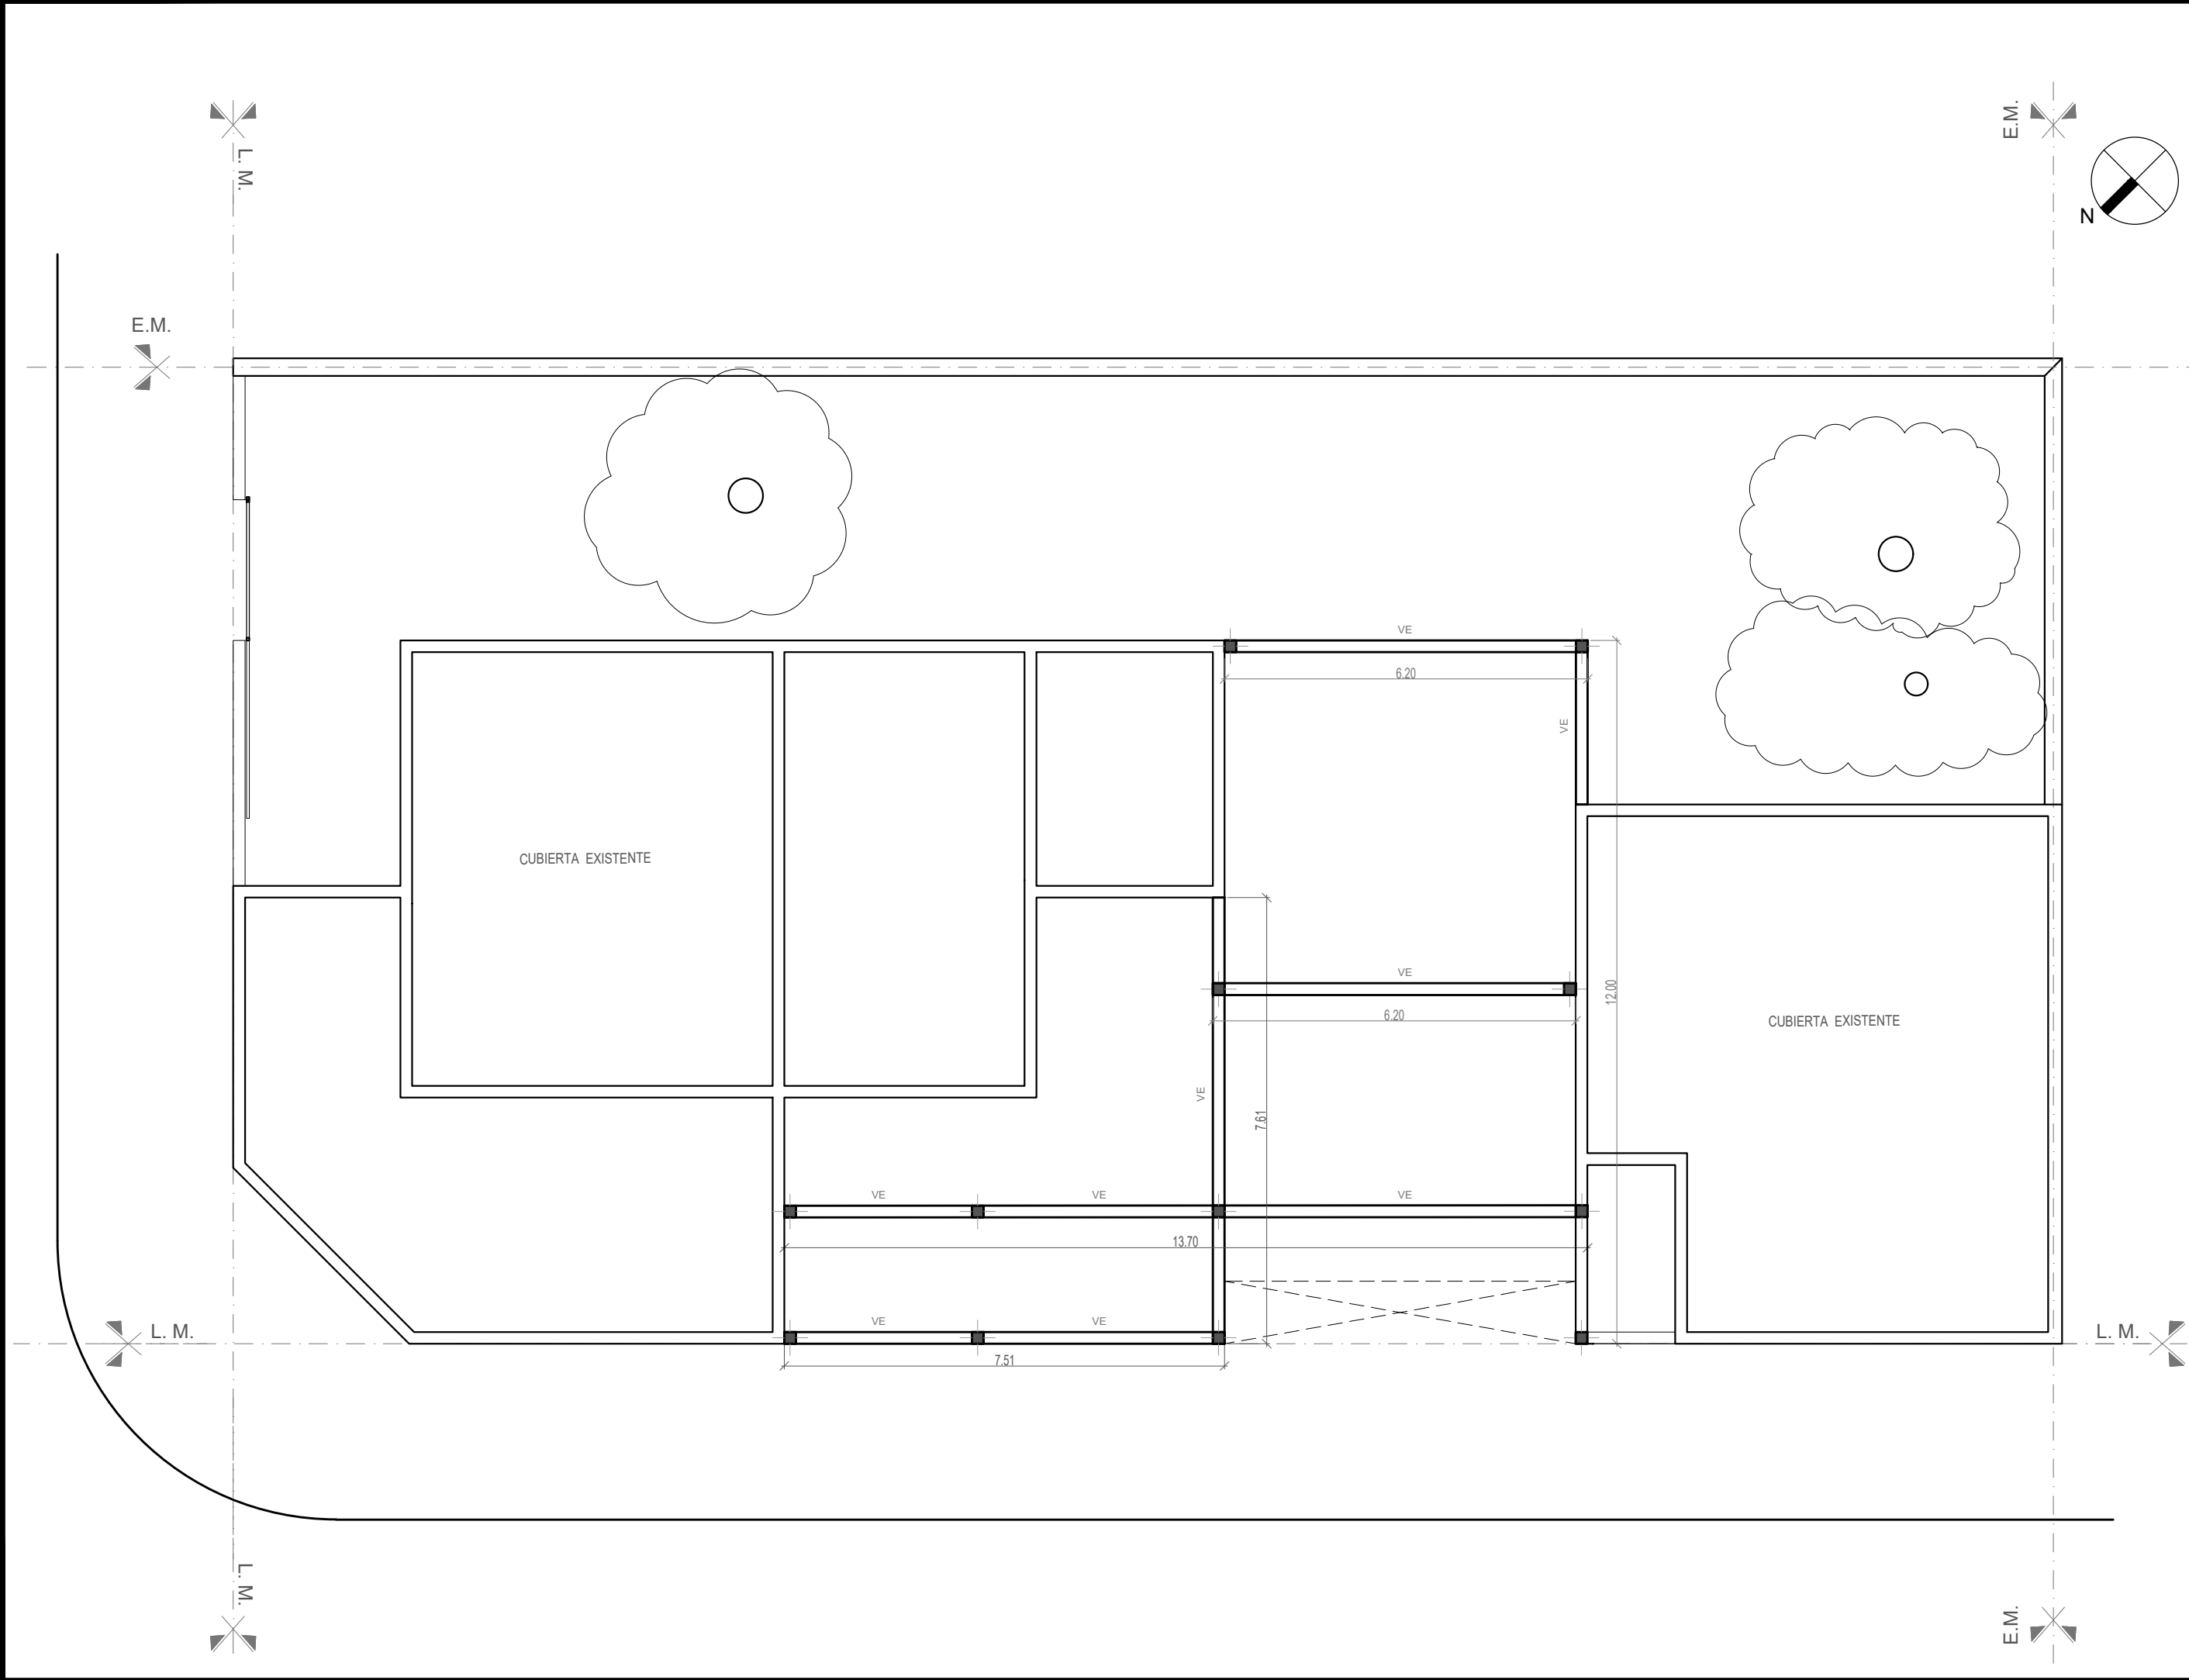 E.M.
L. M.
N
E.M.
VE
6.20
VE
CUBIERTA EXISTENTE
VE
12.00
6.20
CUBIERTA EXISTENTE
VE
7.61
VE
VE
VE
13.70
VE
VE
L. M.
L. M.
7.51
L. M.
E.M.